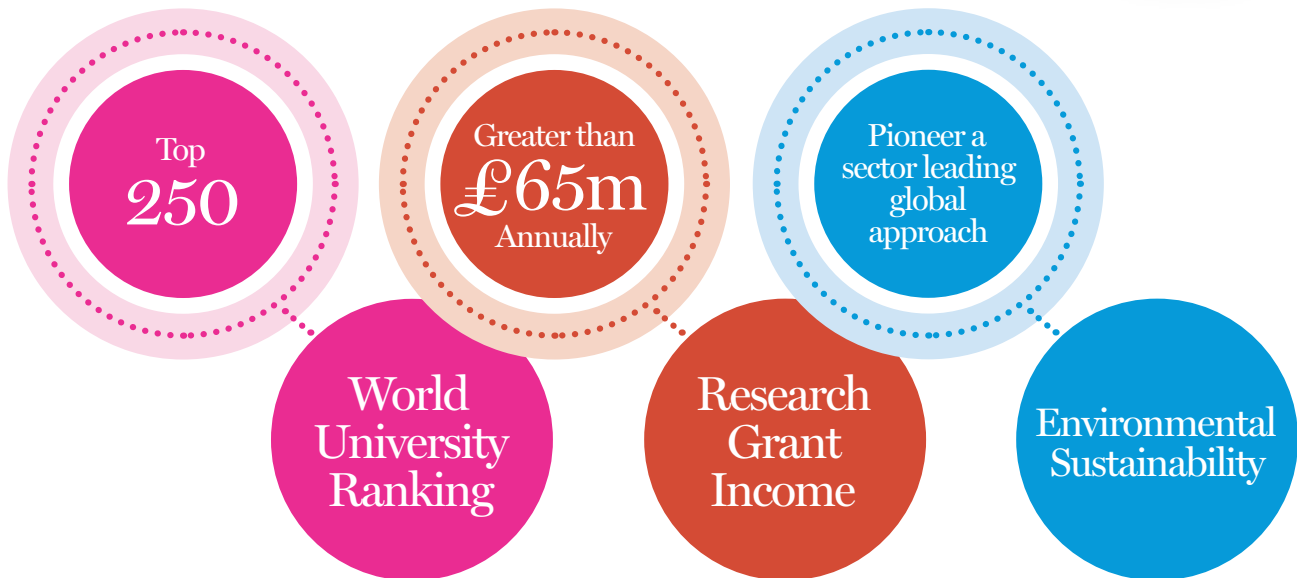 Top
250
World
University
Ranking
Greater than
£65m
Annually
Research
Grant
Income
Pioneer a
sector leading
global
approach
Environmental
Sustainability